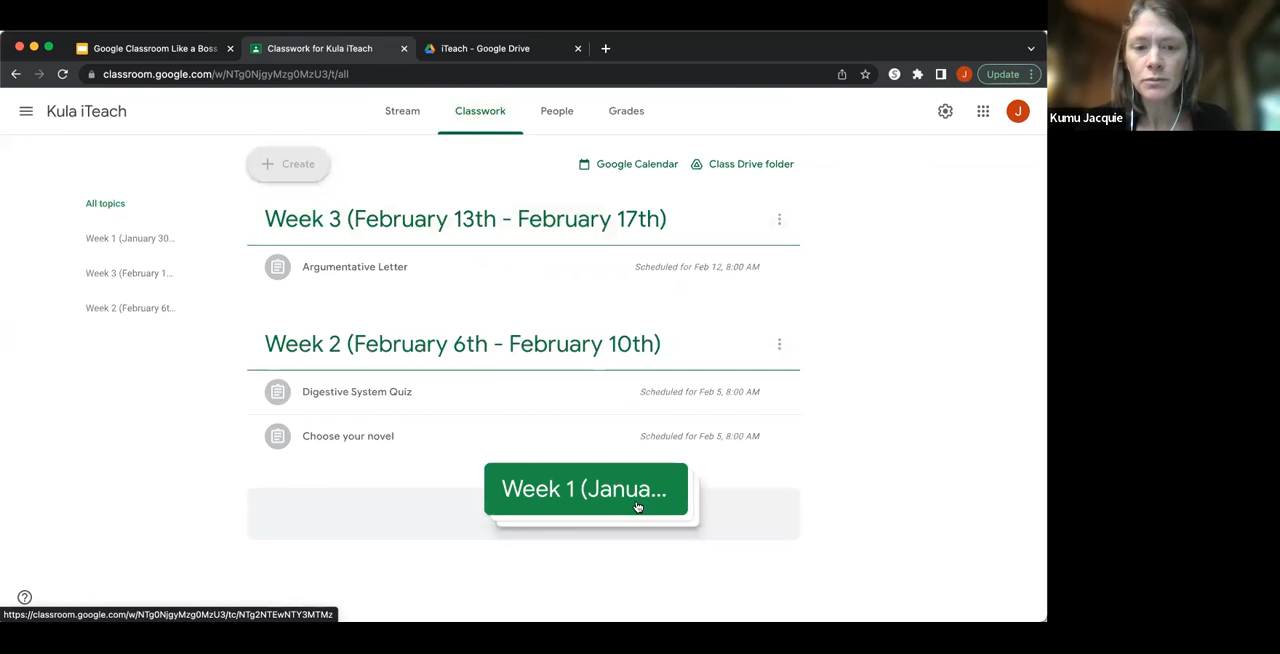 Google Classroom Like a Boss
Classwork for Kula iTeach
iTeach - Google Drive
classroom.google.com/w/NTg0NjgyMzg0MzU3/t/all
S
J
Update
Kumu Jacquie
Kula iTeach
Stream
Classwork
People
Grades
J
Create
Google Calendar
Class Drive folder
All topics
Week 1 (January 30...
Week 3 (February 1...
Week 2 (February 6t...
Week 3 (February 13th - February 17th)
Argumentative Letter
Scheduled for Feb 12, 8:00 AM
Week 2 (February 6th - February 10th)
Digestive System Quiz
Scheduled for Feb 5, 8:00 AM
Choose your novel
Scheduled for Feb 5, 8:00 AM
Week 1 (Janua...
https://classroom.google.com/w/NTg0NjgyMzg0MzU3/tc/NTg2NTEwNTY3MTMz